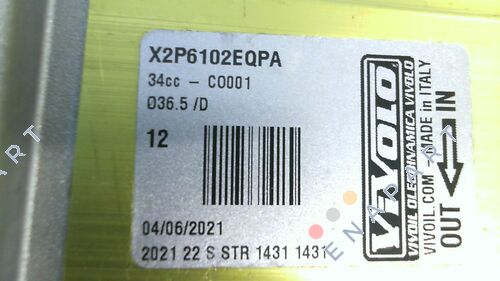 X2P6102EQPA
34cc - CO001
Ø36.5 /D
12
04/06/2021
2021 22 S STR 1431 1431
VIVOLO
VIVOIL OLEODINAMICA VIVOLO
VIVOIL.COM - MADE in ITALY
OUT IN